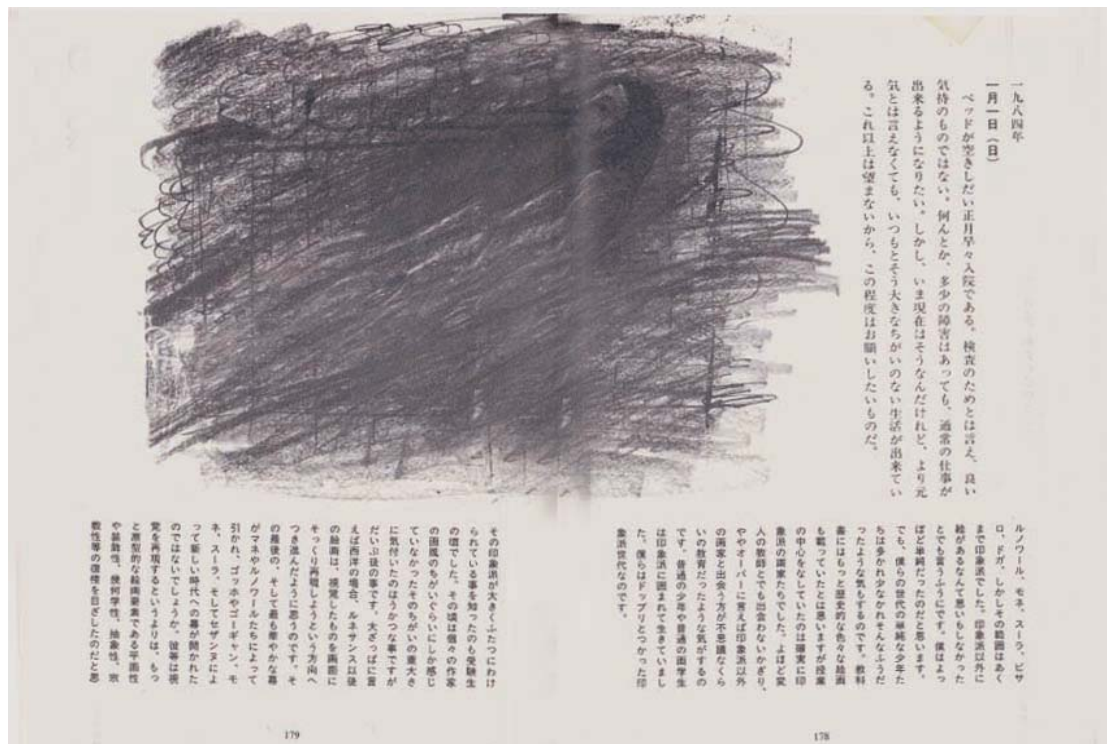 一九八四年
一月一日(日)
ベッドが空きしだい正月早々入院である。検査のためとは言え、良い
気持のものではない。何んとか、多少の障害はあっても、通常の仕事が
出来るようになりたい。しかし、いま現在はそうなんだけれど、より元
気とは言えなくても、いつもとそう大きなちがいのない生活が出来てい
る。これ以上は望まないから、この程度はお願いしたいものだ。
ルノワール、モネ、スーラ、ピサ
ロ、ドガ、しかしその範囲はあく
まで印象派でした。印象派以外に
絵があるなんて思いもしなかった
とでも言うふうにです。僕はよっ
ぽど単純だったのだと思います。
でも、僕らの世代の単純な少年た
ちは多かれ少なかれそんなふうだ
ったような気もするのです。教科
書にはもっと歴史的な色々な絵画
も載っていたとは思いますが授業
の中心をなしていたのは確実に印
象派の画家たちでした。よほど変
人の教師とでも出会わないかぎり、
ややオーバーに言えば印象派以外
の画家と出会う方が不思議なくら
いの教育だったような気がするの
です。普通の少年や普通の画学生
は印象派に囲まれて生きていまし
た。僕らはドップリとつかった印
象派世代なのです。
178
その印象派が大きくふたつにわけ
られている事を知ったのも受験生
の頃でした。その頃は個々の作家
の画風のちがいぐらいにしか感じ
ていなかったそのちがいの重大さ
に気付いたのはうかつな事ですが
だいぶ後の事です。大ざっぱに言
えば西洋の場合、ルネサンス以後
の絵画は、視覚したものを画面に
そっくり再現しようという方向へ
つき進んだように思うのです。そ
の最後の、そして最も華やかな幕
がマネやルノワールたちによって
引かれ、ゴッホやゴーギャン、モ
ネ、スーラ、そしてセザンヌによ
って新しい時代への幕が開かれた
のではないでしょうか。彼等は視
覚を再現するというよりは、もっ
と原型的な絵画要素である平面性
や装飾性、幾何学性、抽象性、宗
教性等の復権を目ざしたのだと思
179